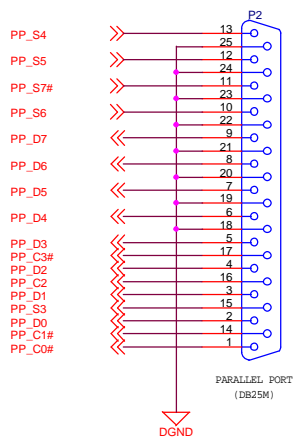 P2
PP_S4 13
25
PP_S5 12
24
PP_S7# 11
23
PP_S6 10
22
PP_D7 9
21
PP_D6 8
20
PP_D5 7
19
PP_D4 6
18
PP_D3 5
PP_C3# 17
PP_D2 4
PP_C2 16
PP_D1 3
PP_S3 15
PP_D0 2
PP_C1# 14
PP_C0# 1
PARALLEL PORT
(DB25M)
DGND